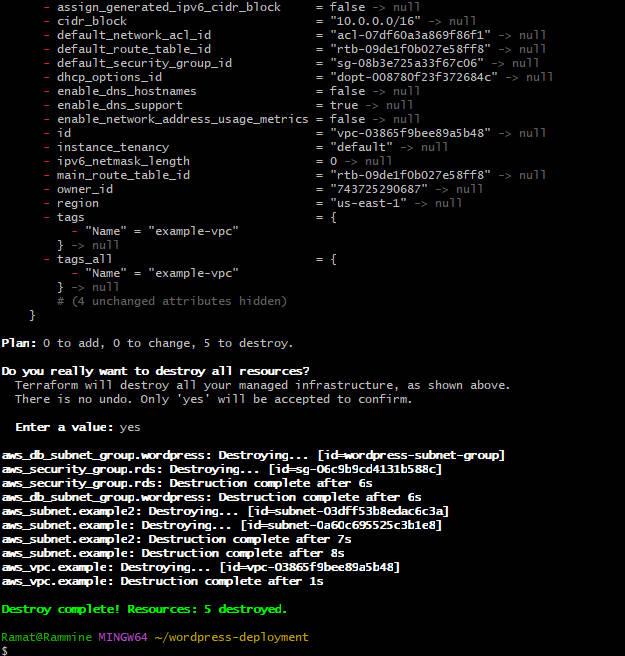 - assign_generated_ipv6_cidr_block = false -> null
- cidr_block = "10.0.0.0/16" -> null
- default_network_acl_id = "acl-07df60a3a869f86f1" -> null
- default_route_table_id = "rtb-09de1f0b027e58ff8" -> null
- default_security_group_id = "sg-08b3e725a33f67c06" -> null
- dhcp_options_id = "dopt-008780f23f372684c" -> null
- enable_dns_hostnames = false -> null
- enable_dns_support = true -> null
- enable_network_address_usage_metrics = false -> null
- id = "vpc-03865f9bee89a5b48" -> null
- instance_tenancy = "default" -> null
- ipv6_netmask_length = 0 -> null
- main_route_table_id = "rtb-09de1f0b027e58ff8" -> null
- owner_id = "743725290687" -> null
- region = "us-east-1" -> null
- tags = {
- "Name" = "example-vpc"
} -> null
- tags_all = {
- "Name" = "example-vpc"
} -> null
# (4 unchanged attributes hidden)
}
Plan: 0 to add, 0 to change, 5 to destroy.
Do you really want to destroy all resources?
Terraform will destroy all your managed infrastructure, as shown above.
There is no undo. Only 'yes' will be accepted to confirm.
Enter a value: yes
aws_db_subnet_group.wordpress: Destroying... [id=wordpress-subnet-group]
aws_security_group.rds: Destroying... [id=sg-06c9b9cd4131b588c]
aws_security_group.rds: Destruction complete after 6s
aws_db_subnet_group.wordpress: Destruction complete after 6s
aws_subnet.example2: Destroying... [id=subnet-03dff53b8edac6c3a]
aws_subnet.example: Destroying... [id=subnet-0a60c695525c3b1e8]
aws_subnet.example2: Destruction complete after 7s
aws_subnet.example: Destruction complete after 8s
aws_vpc.example: Destroying... [id=vpc-03865f9bee89a5b48]
aws_vpc.example: Destruction complete after 1s
Destroy complete! Resources: 5 destroyed.
Ramat@Rammine MINGW64 ~/wordpress-deployment
$